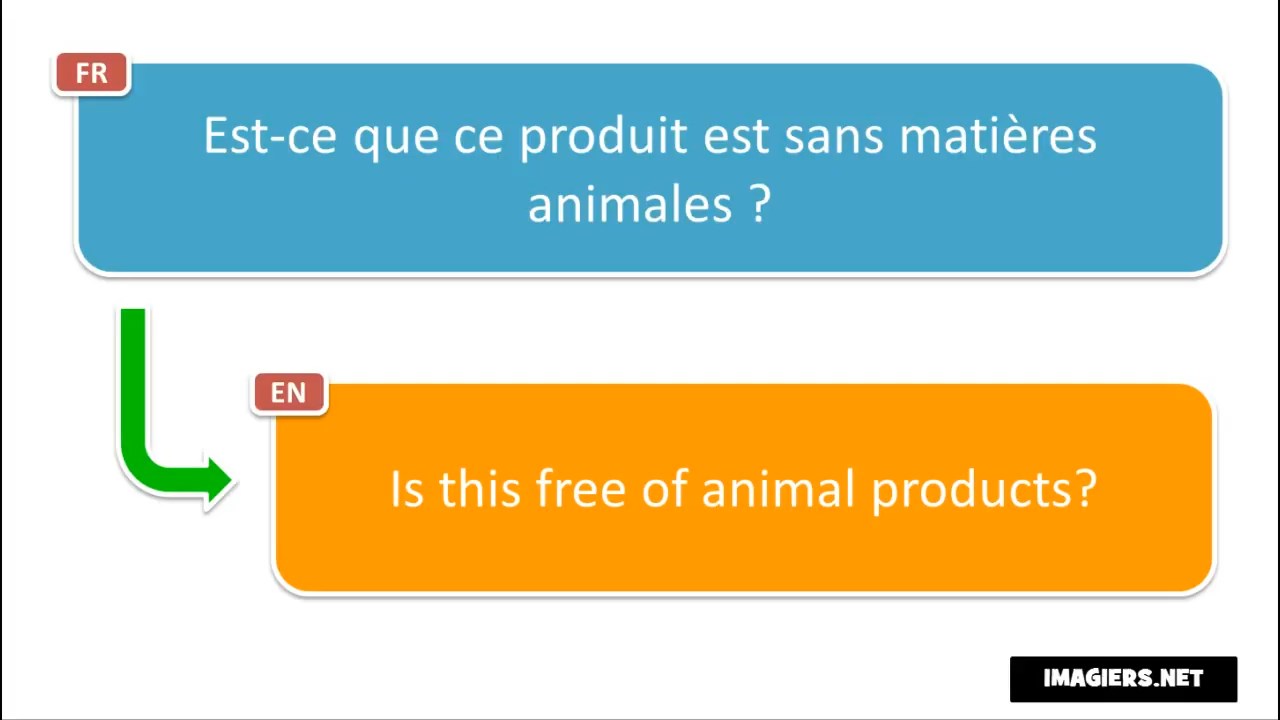 FR
Est-ce que ce produit est sans matières
animales ?
EN
Is this free of animal products?
IMAGIERS.NET